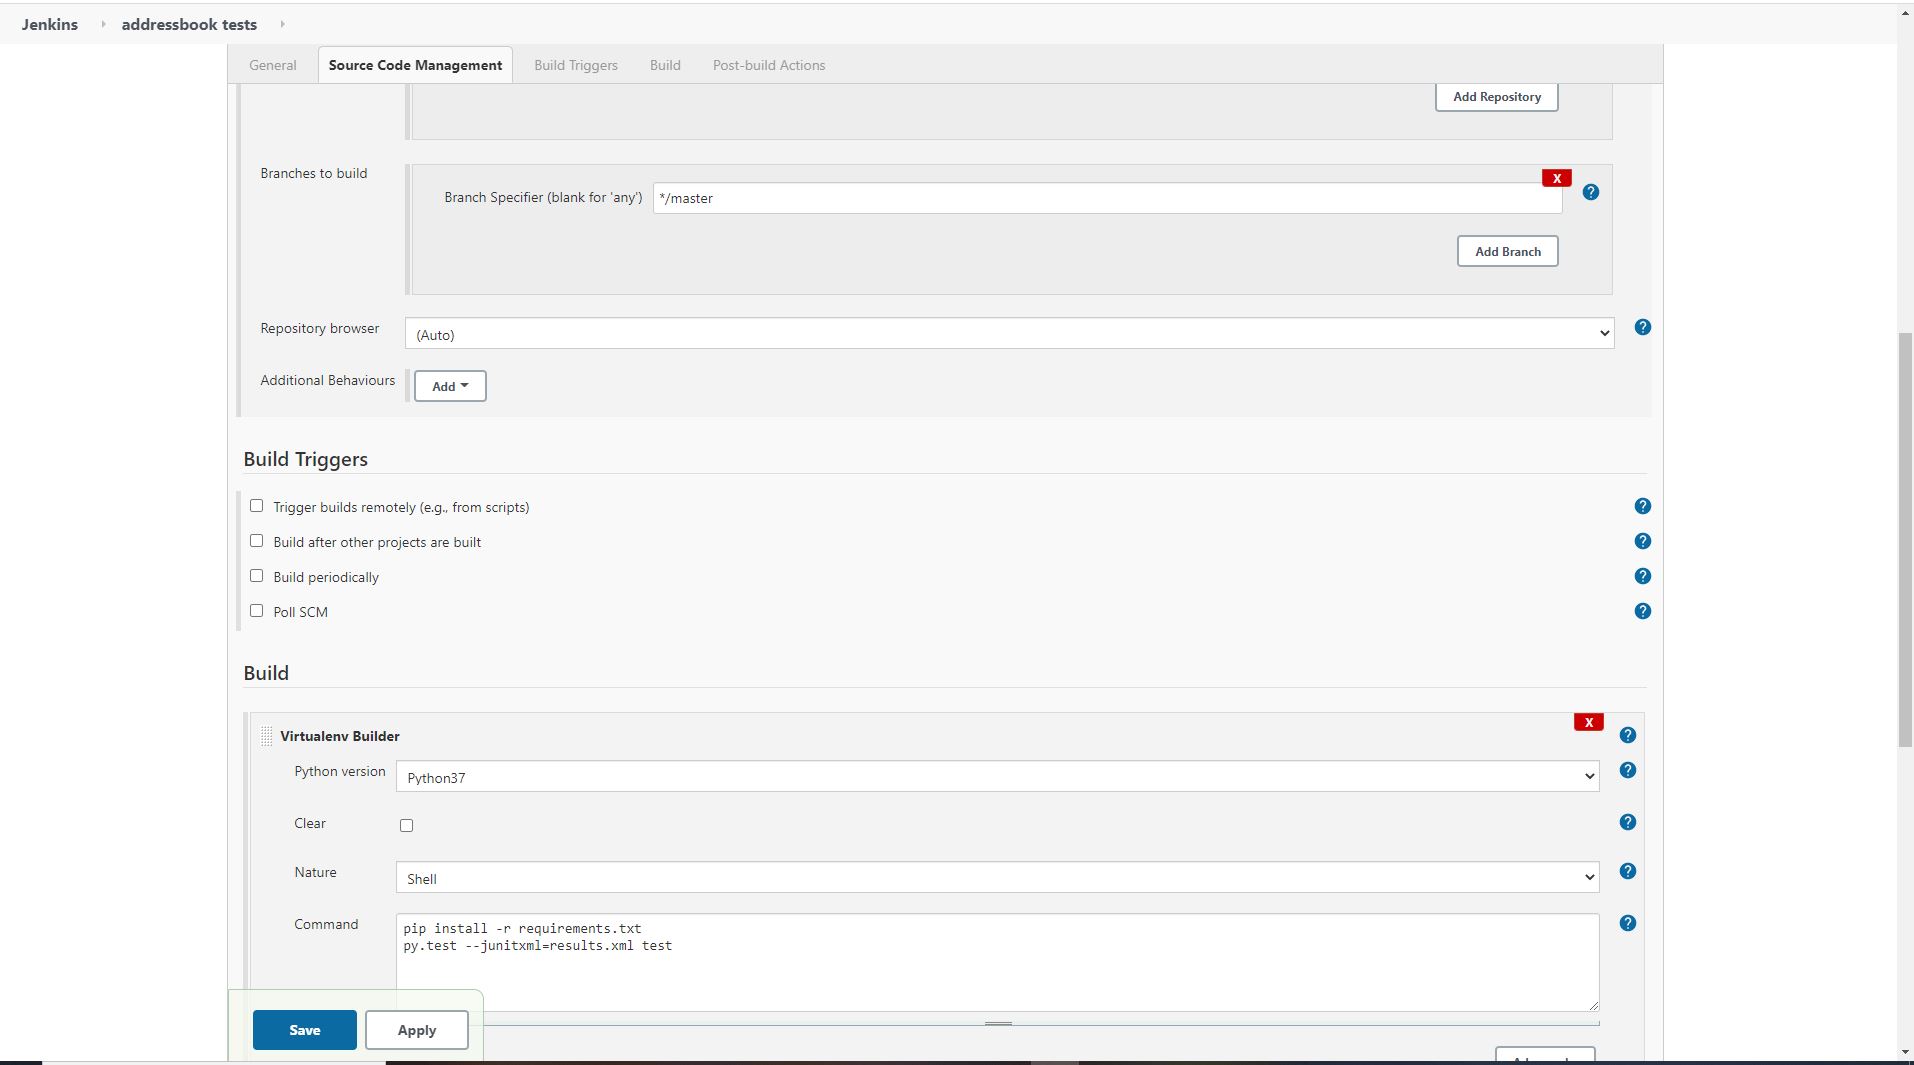 Jenkins addressbook tests
General Source Code Management Build Triggers Build Post-build Actions
Add Repository
Branches to build
X
Branch Specifier (blank for 'any') */master ?
Add Branch
Repository browser (Auto) ?
Additional Behaviours Add
Build Triggers
Trigger builds remotely (e.g., from scripts) ?
Build after other projects are built ?
Build periodically ?
Poll SCM ?
Build
X
Virtualenv Builder ?
Python version Python37 ?
Clear ?
Nature Shell ?
Command pip install -r requirements.txt ?
py.test --junitxml=results.xml test
Save Apply